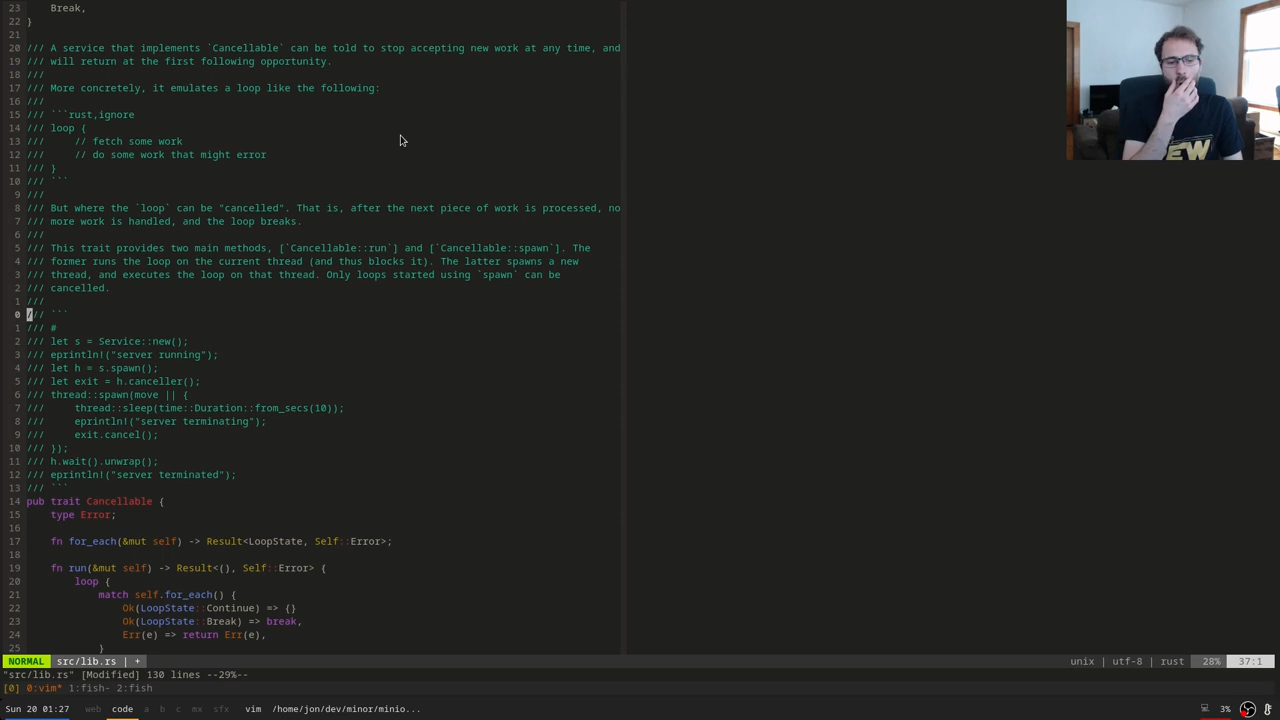 23     Break,
22 }
21
20 /// A service that implements `Cancellable` can be told to stop accepting new work at any time, and
19 /// will return at the first following opportunity.
18 ///
17 /// More concretely, it emulates a loop like the following:
16 ///
15 /// ```rust,ignore
14 /// loop {
13 ///     // fetch some work
12 ///     // do some work that might error
11 /// }
10 /// ```
9 ///
8 /// But where the `loop` can be "cancelled". That is, after the next piece of work is processed, no
7 /// more work is handled, and the loop breaks.
6 ///
5 /// This trait provides two main methods, [`Cancellable::run`] and [`Cancellable::spawn`]. The
4 /// former runs the loop on the current thread (and thus blocks it). The latter spawns a new
3 /// thread, and executes the loop on that thread. Only loops started using `spawn` can be
2 /// cancelled.
1 ///
0 /// ```
1 /// #
2 /// let s = Service::new();
3 /// eprintln!("server running");
4 /// let h = s.spawn();
5 /// let exit = h.canceller();
6 /// thread::spawn(move || {
7 ///     thread::sleep(time::Duration::from_secs(10));
8 ///     eprintln!("server terminating");
9 ///     exit.cancel();
10 /// });
11 /// h.wait().unwrap();
12 /// eprintln!("server terminated");
13 /// ```
14 pub trait Cancellable {
15     type Error;
16
17     fn for_each(&mut self) -> Result<LoopState, Self::Error>;
18
19     fn run(&mut self) -> Result<(), Self::Error> {
20         loop {
21             match self.for_each() {
22                 Ok(LoopState::Continue) => {}
23                 Ok(LoopState::Break) => break,
24                 Err(e) => return Err(e),
25             }
NORMAL src/lib.rs | + unix | utf-8 | rust 28% 37:1
"src/lib.rs" [Modified] 130 lines --29%--
[0] 0:vim* 1:fish- 2:fish
Sun 20 01:27 web code a b c mx sfx vim /home/jon/dev/minor/minio... 3%